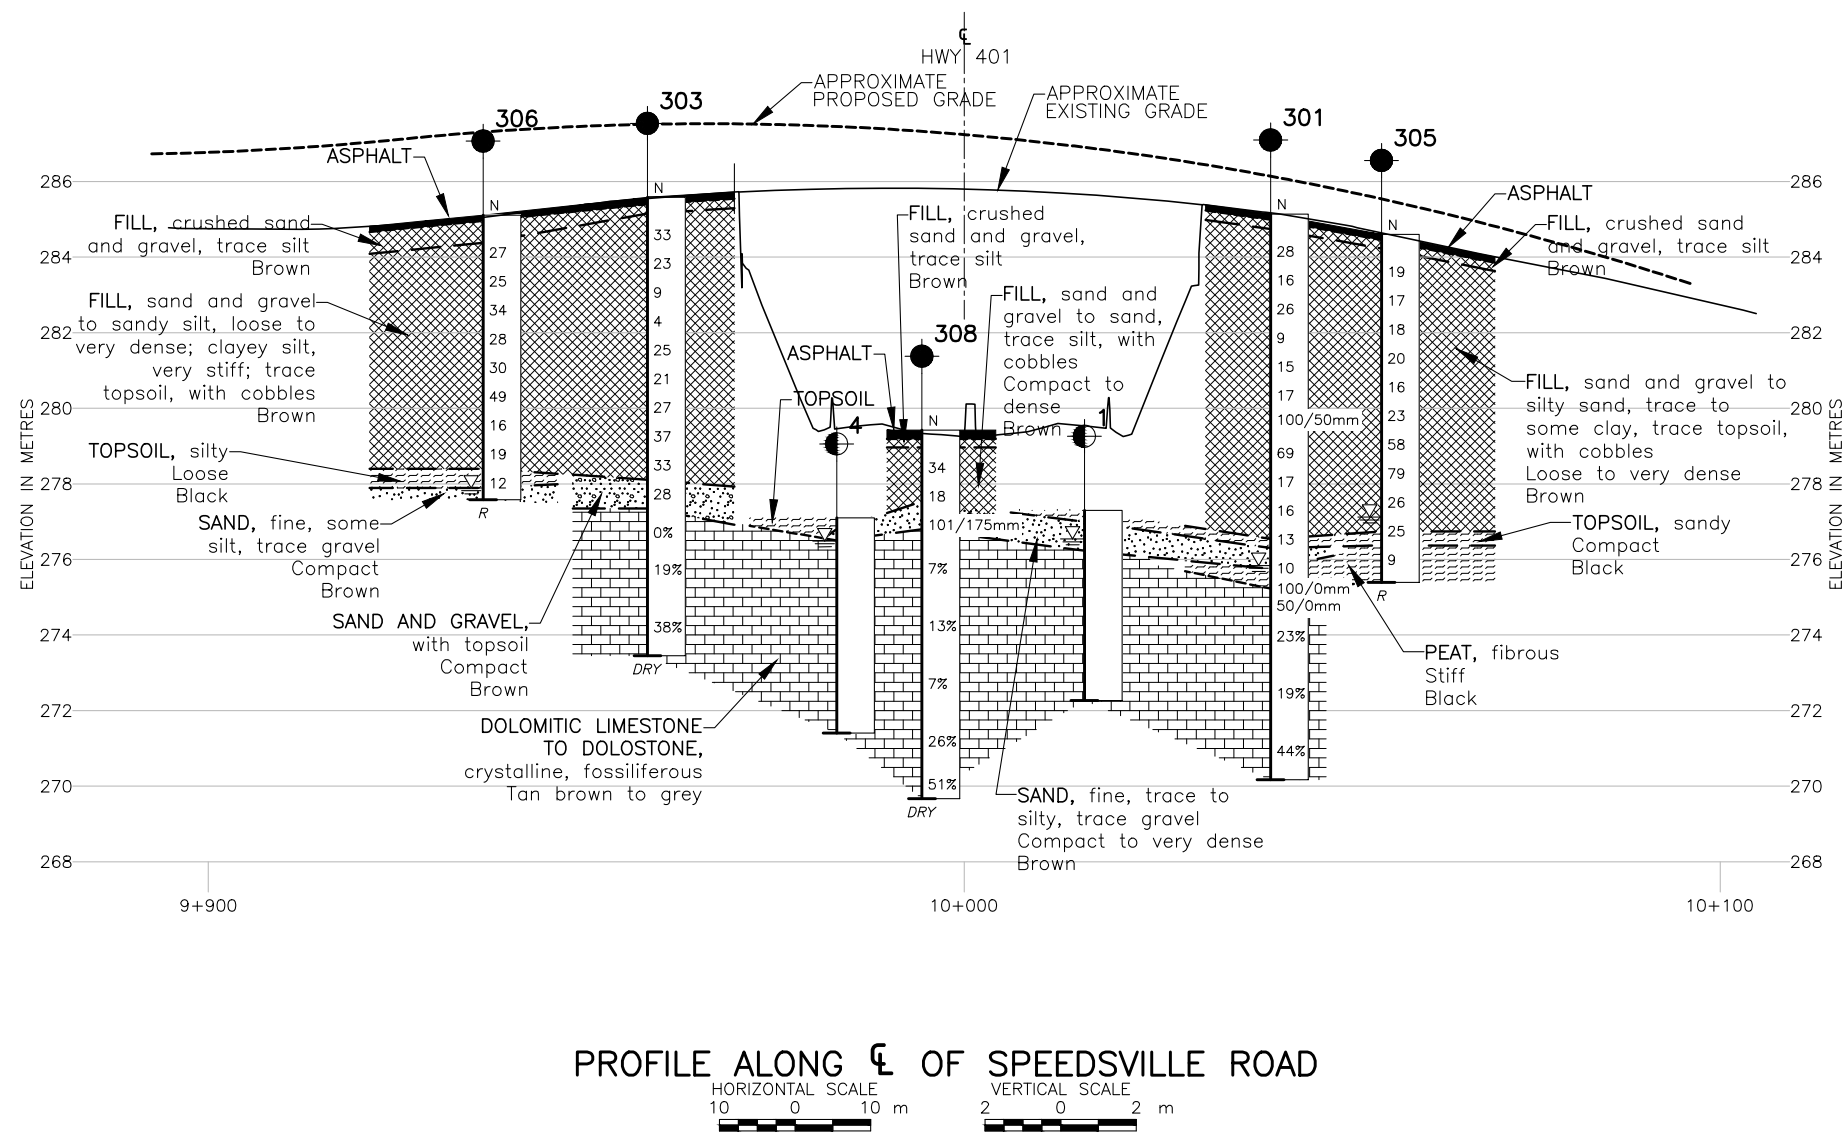 ℄
HWY 401
APPROXIMATE
PROPOSED GRADE
APPROXIMATE
EXISTING GRADE
306
303
301
305
308
4
1
ASPHALT
FILL, crushed sand
and gravel, trace silt
Brown
FILL, sand and gravel
to sandy silt, loose to
very dense; clayey silt,
very stiff; trace
topsoil, with cobbles
Brown
TOPSOIL, silty
Loose
Black
SAND, fine, some
silt, trace gravel
Compact
Brown
SAND AND GRAVEL,
with topsoil
Compact
Brown
DOLOMITIC LIMESTONE
TO DOLOSTONE,
crystalline, fossiliferous
Tan brown to grey
N
27
25
34
28
30
49
16
19
12
R
N
33
23
9
4
25
21
27
37
33
28
0%
19%
38%
DRY
FILL, crushed
sand and gravel,
trace silt
Brown
FILL, sand and
gravel to sand,
trace silt, with
cobbles
Compact to
dense
Brown
ASPHALT
TOPSOIL
N
34
18
101/175mm
7%
13%
7%
26%
51%
DRY
SAND, fine, trace to
silty, trace gravel
Compact to very dense
Brown
N
28
16
26
9
15
17
100/50mm
69
17
16
13
10
100/0mm
50/0mm
23%
19%
44%
N
19
17
18
20
16
23
58
79
26
25
9
R
ASPHALT
FILL, crushed sand
and gravel, trace silt
Brown
FILL, sand and gravel to
silty sand, trace to
some clay, trace topsoil,
with cobbles
Loose to very dense
Brown
TOPSOIL, sandy
Compact
Black
PEAT, fibrous
Stiff
Black
ELEVATION IN METRES
286
284
282
280
278
276
274
272
270
268
286
284
282
280
278
276
274
272
270
268
ELEVATION IN METRES
9+900
10+000
10+100
PROFILE ALONG ℄ OF SPEEDSVILLE ROAD
HORIZONTAL SCALE
10 0 10 m
VERTICAL SCALE
2 0 2 m